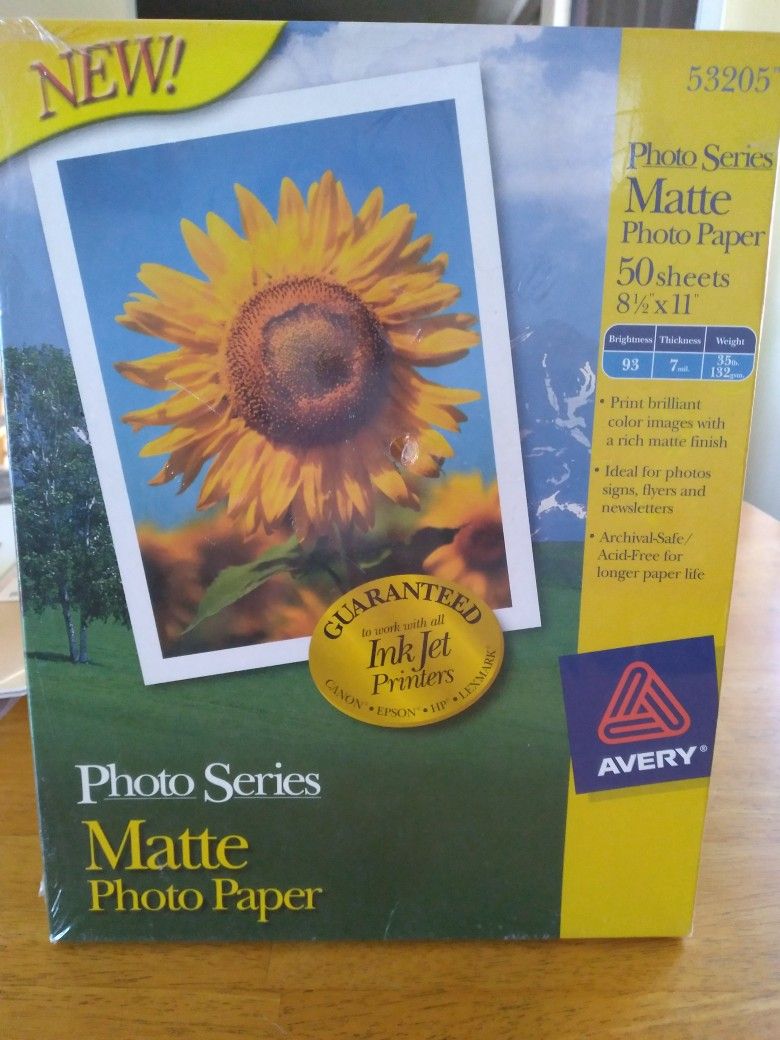 NEW!
53205™
Photo Series
Matte
Photo Paper
50 sheets
8½"x11"
Brightness Thickness Weight
93 7 mil. 35lb.
132gsm.
• Print brilliant
color images with
a rich matte finish
• Ideal for photos
signs, flyers and
newsletters
• Archival-Safe/
Acid-Free for
longer paper life
GUARANTEED
to work with all
Ink Jet
Printers
CANON® • EPSON® • HP® • LEXMARK®
AVERY®
Photo Series
Matte
Photo Paper